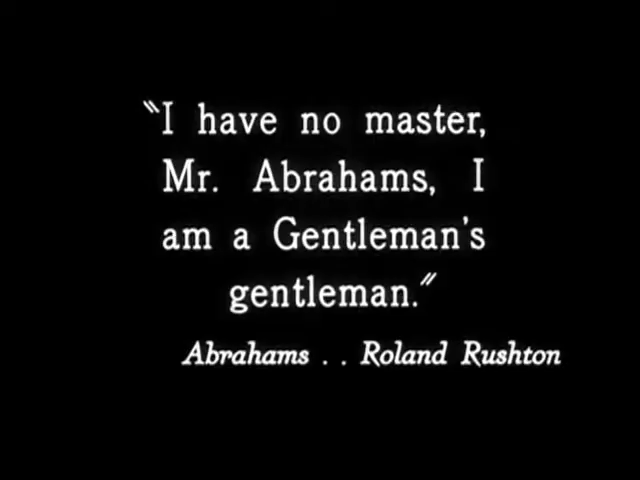 "I have no master,
Mr. Abrahams, I
am a Gentleman's
gentleman."
Abrahams . . Roland Rushton